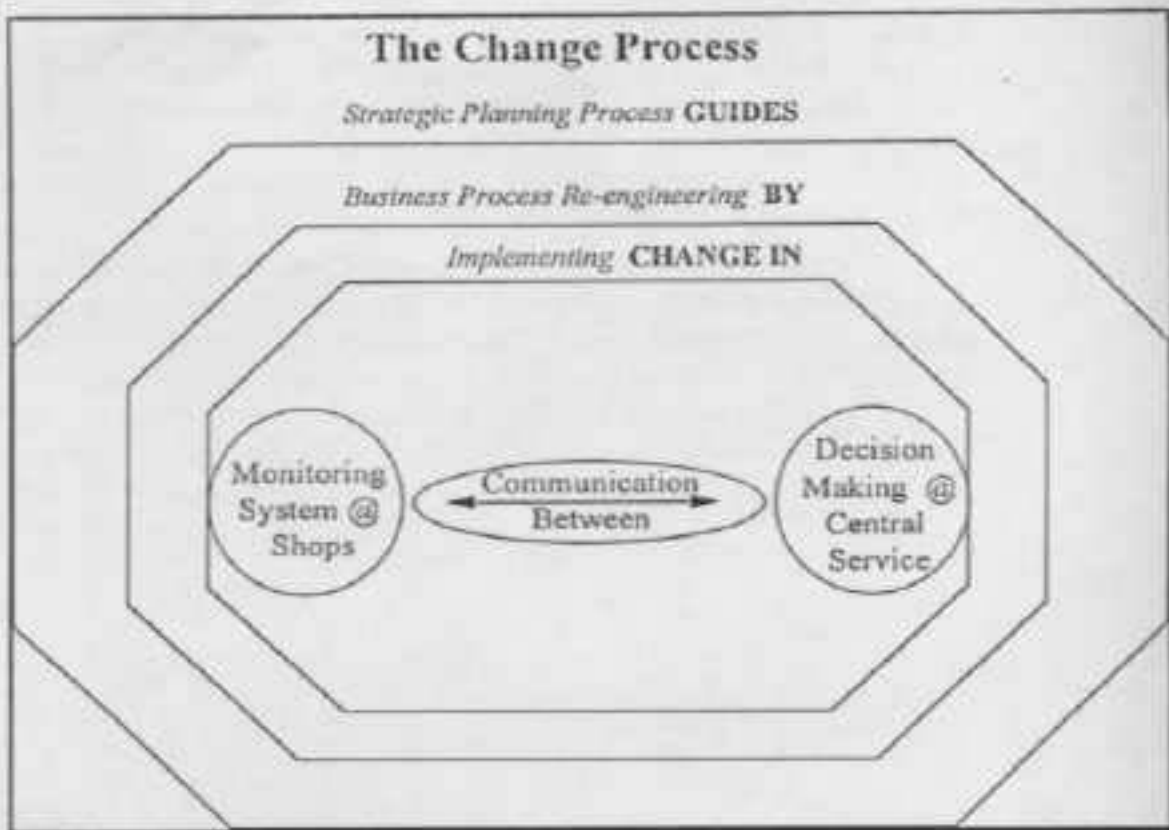 The Change Process
Strategic Planning Process GUIDES
Business Process Re-engineering BY
Implementing CHANGE IN
Monitoring
System @
Shops
Communication
Between
Decision
Making @
Central
Service